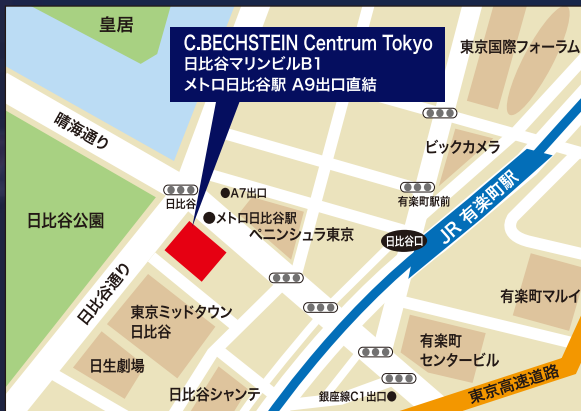 皇居
C.BECHSTEIN Centrum Tokyo
日比谷マリンビルB1
メトロ日比谷駅 A9出口直結
東京国際フォーラム
晴海通り
ビックカメラ
日比谷
●A7出口
有楽町駅前
JR 有楽町駅
日比谷公園
●メトロ日比谷駅
ペニンシュラ東京
日比谷口
日比谷通り
東京ミッドタウン
日比谷
有楽町マルイ
日生劇場
有楽町
センタービル
日比谷シャンテ
銀座線C1出口●
東京高速道路